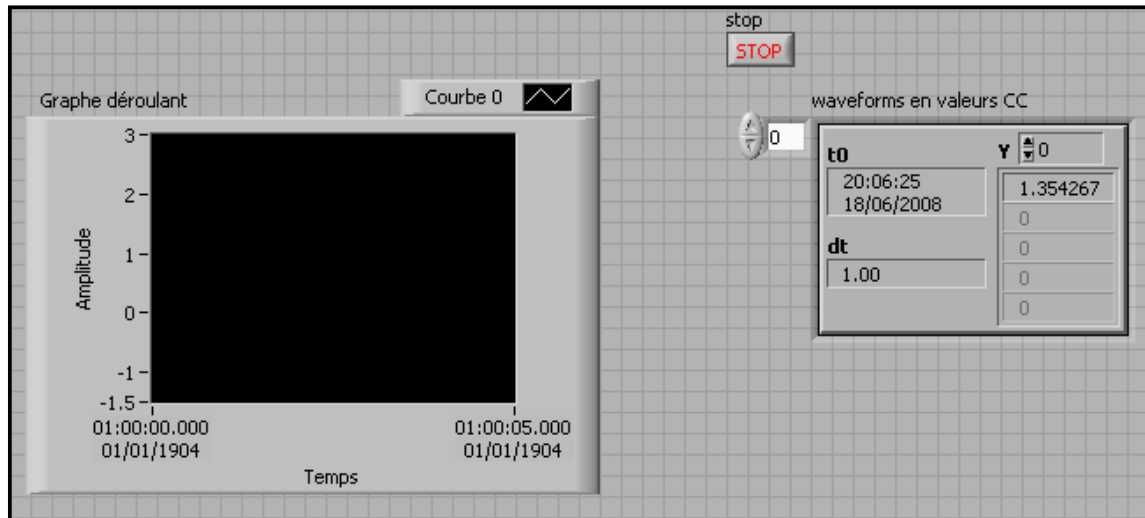 stop
STOP
Graphe déroulant
Courbe 0
3
2
1
0
-1
-1.5
Amplitude
01:00:00.000
01/01/1904
01:00:05.000
01/01/1904
Temps
waveforms en valeurs CC
0
t0
20:06:25
18/06/2008
dt
1.00
Y
0
1.354267
0
0
0
0